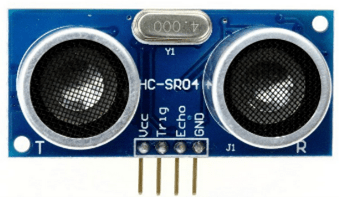 4.000
Y1
HC-SR04
Vcc
Trig
Echo
GND
T
J1
R